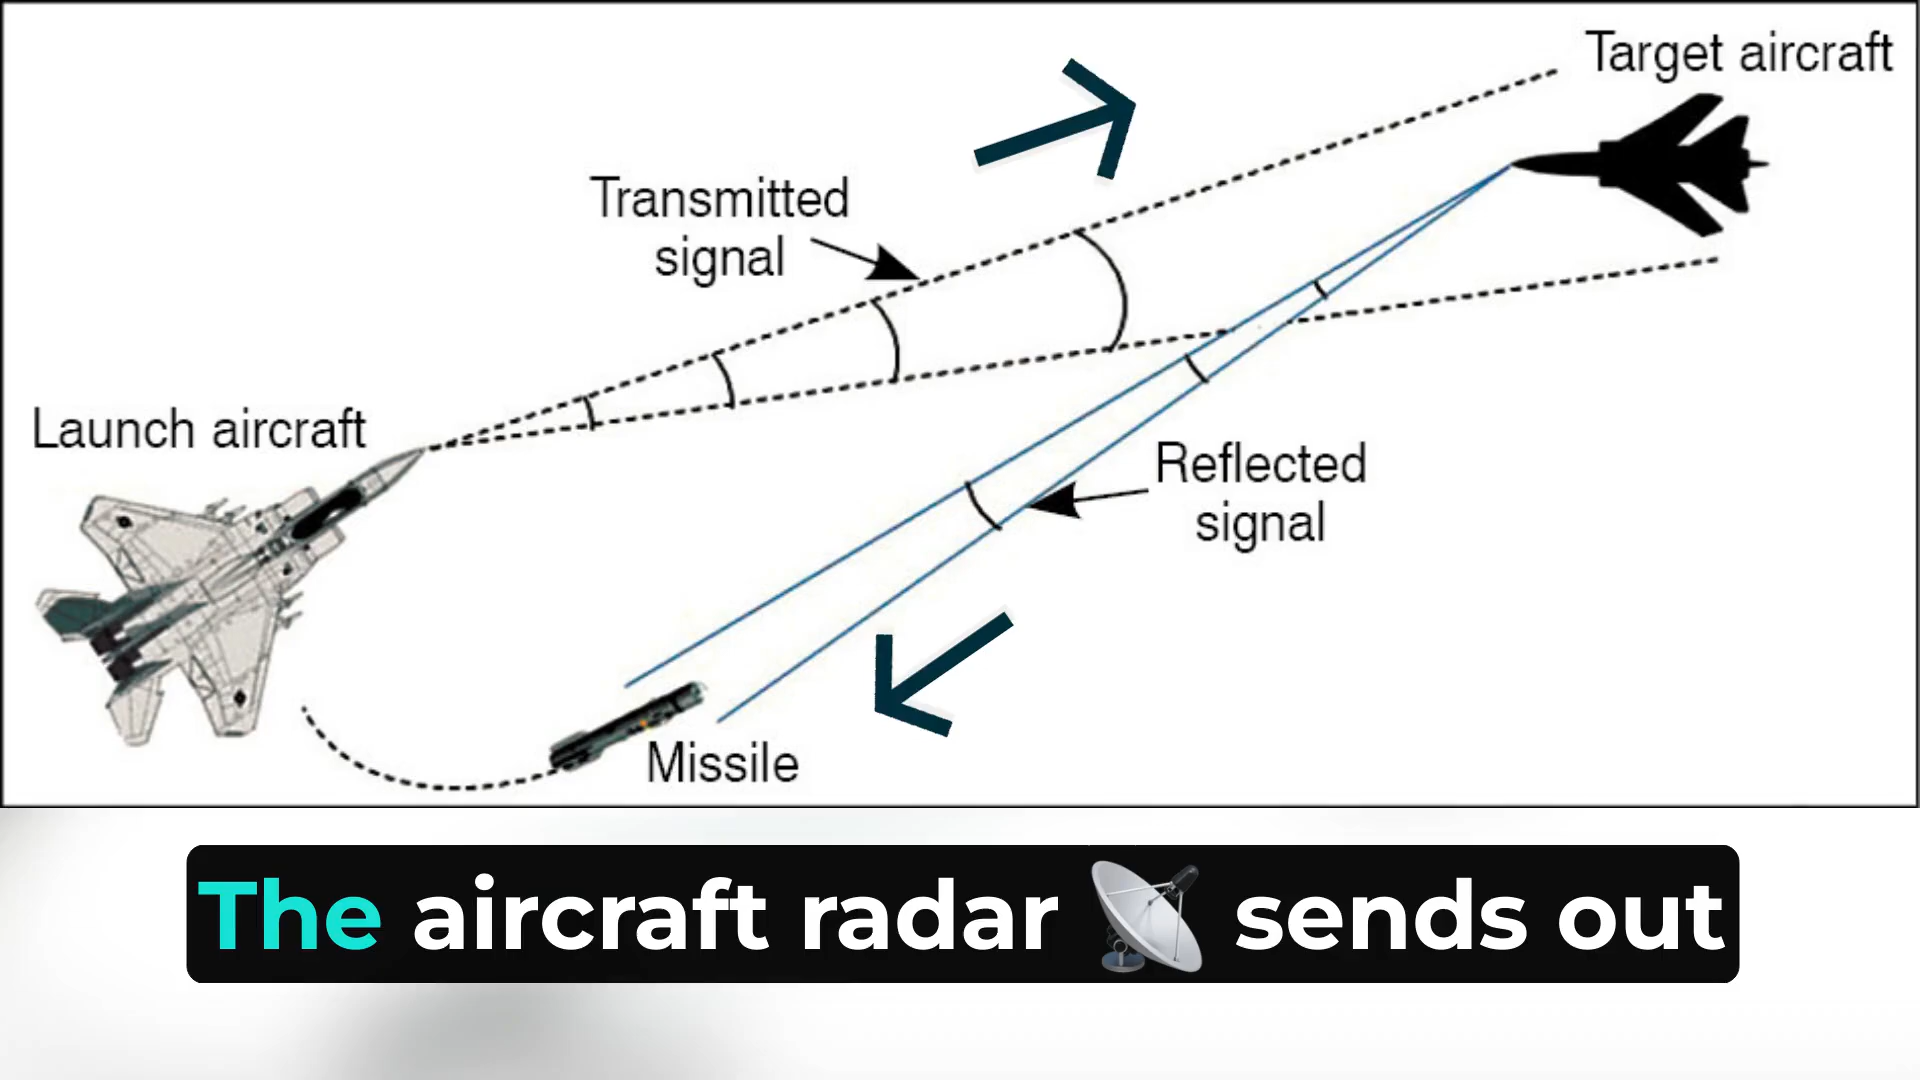 Target aircraft
Transmitted
signal
Launch aircraft
Reflected
signal
Missile
The aircraft radar 📡 sends out